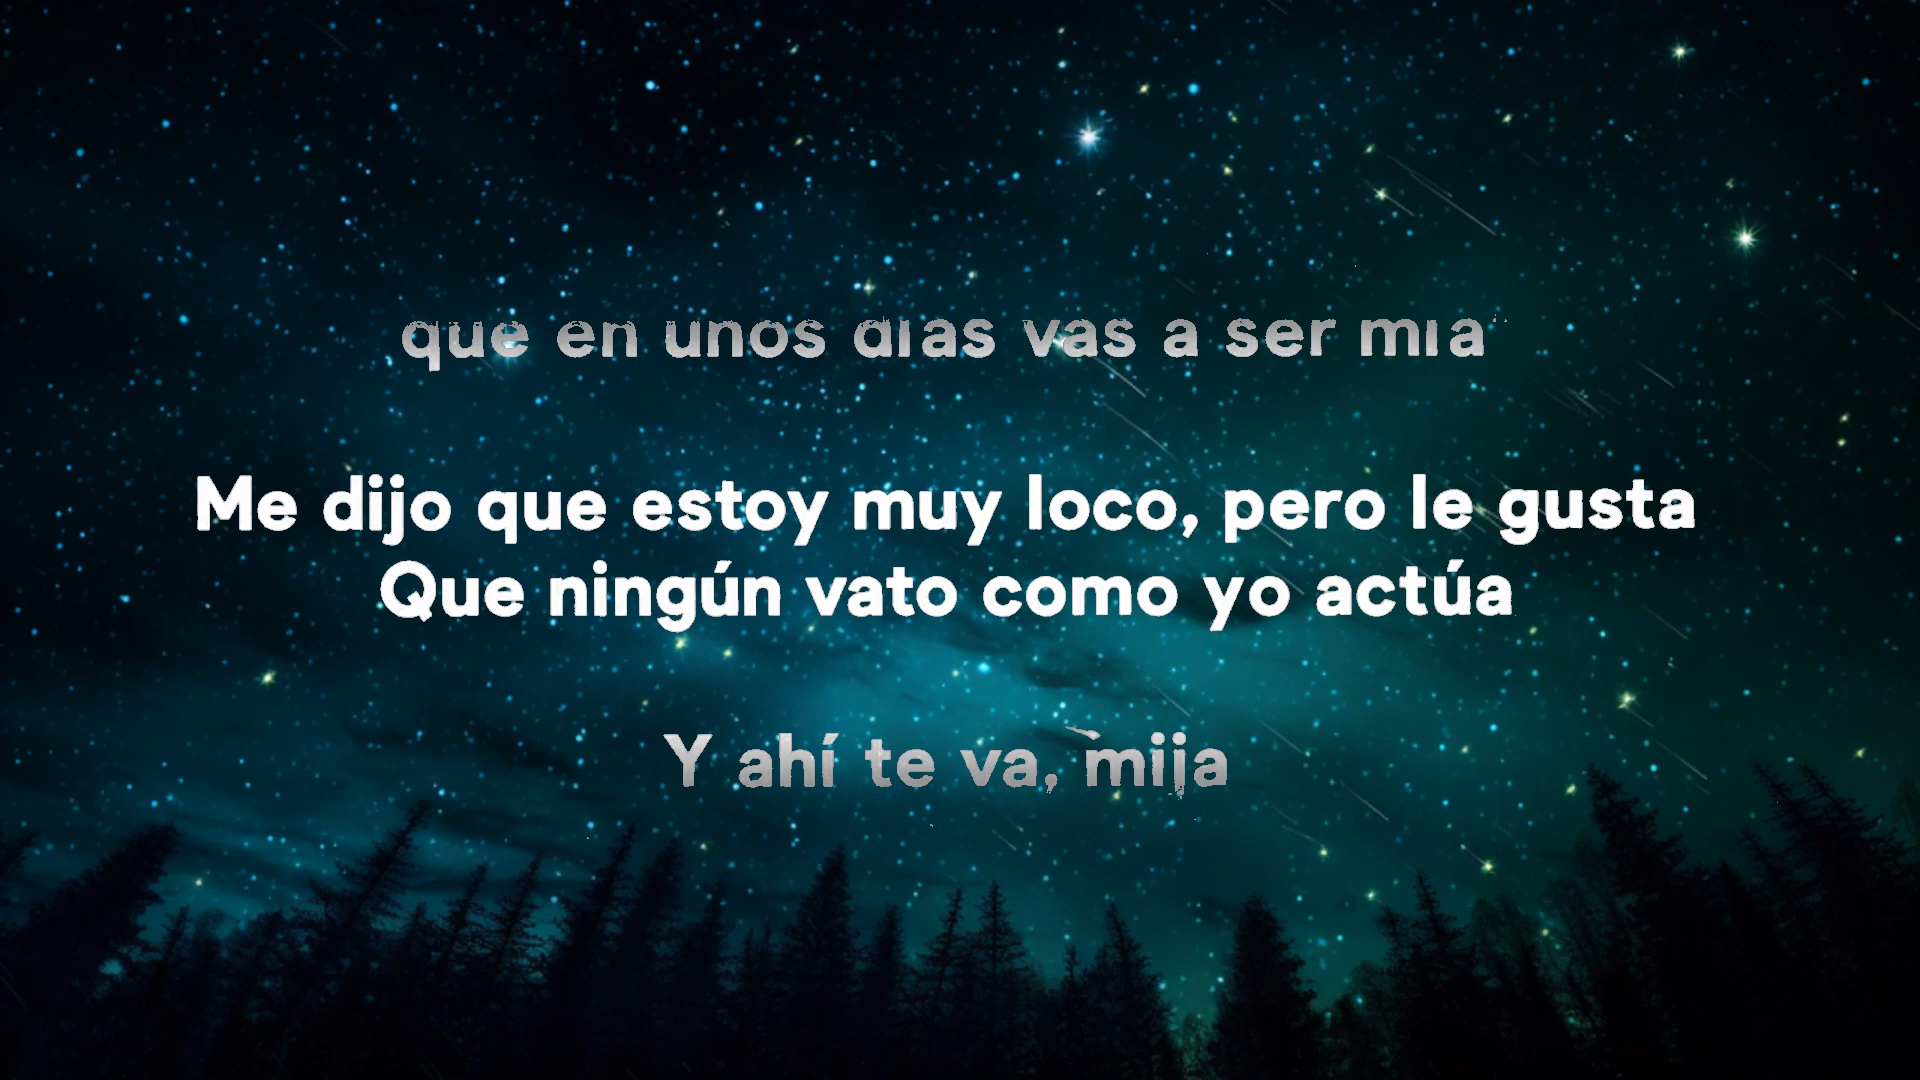 que en unos días vas a ser mía"
Me dijo que estoy muy loco, pero le gusta
Que ningún vato como yo actúa
Y ahí te va, mija